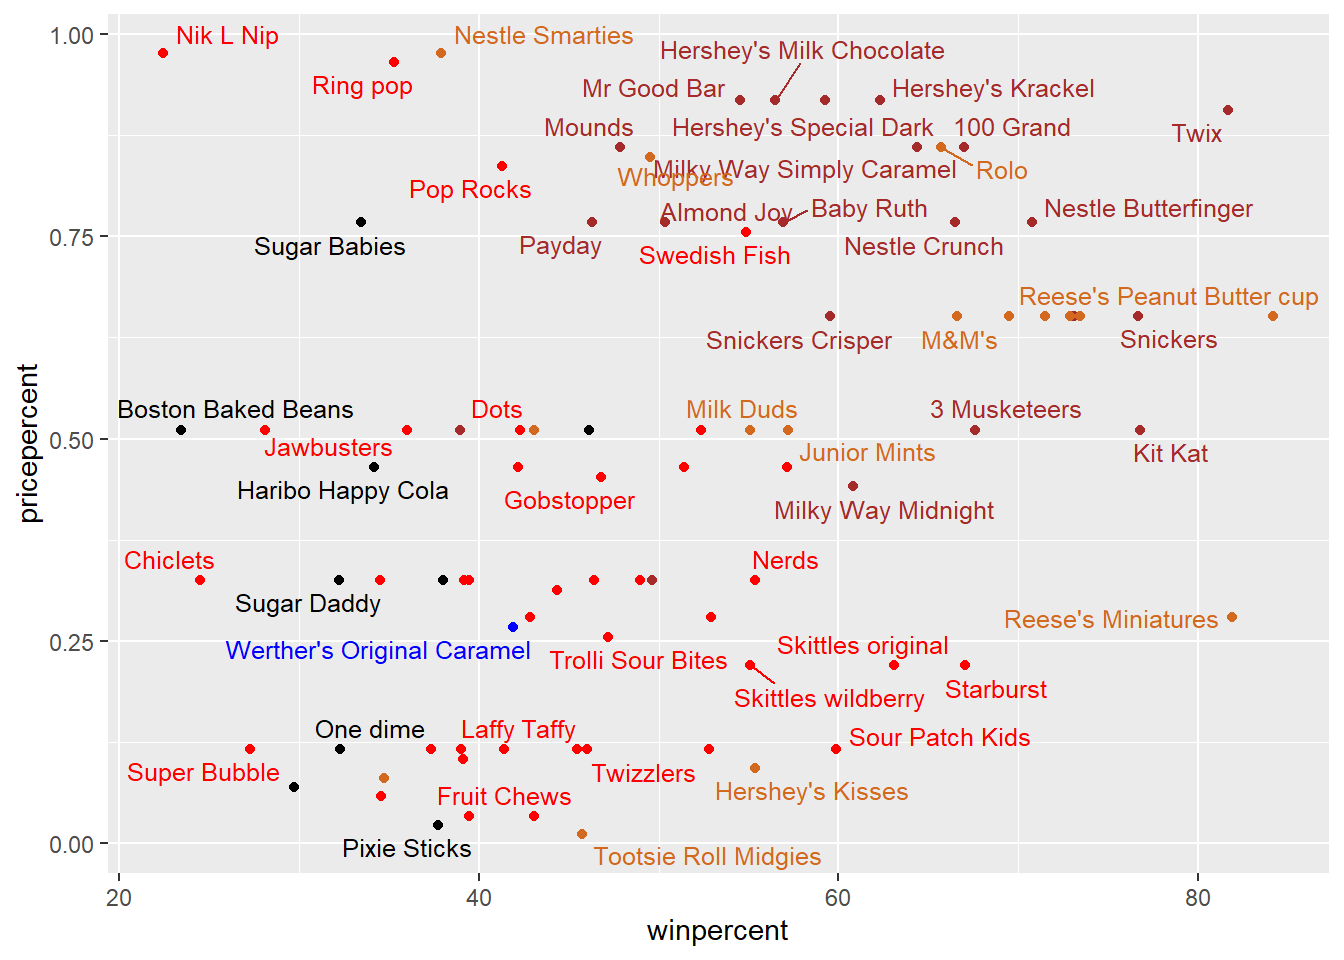 1.00
Nik L Nip
Nestle Smarties
Hershey's Milk Chocolate
Ring pop
Mr Good Bar
Hershey's Krackel
Mounds
Hershey's Special Dark
100 Grand
Twix
Pop Rocks
Whoppers
Milky Way Simply Caramel
Rolo
Almond Joy
Baby Ruth
Nestle Butterfinger
0.75
Sugar Babies
Payday
Swedish Fish
Nestle Crunch
Reese's Peanut Butter cup
Snickers Crisper
M&M's
Snickers
pricepercent
Boston Baked Beans
Dots
Milk Duds
3 Musketeers
0.50
Jawbusters
Junior Mints
Kit Kat
Haribo Happy Cola
Gobstopper
Milky Way Midnight
Chiclets
Nerds
Sugar Daddy
Reese's Miniatures
0.25
Werther's Original Caramel
Trolli Sour Bites
Skittles original
Skittles wildberry
Starburst
One dime
Laffy Taffy
Sour Patch Kids
Super Bubble
Twizzlers
Fruit Chews
Hershey's Kisses
0.00
Pixie Sticks
Tootsie Roll Midgies
20
40
60
80
winpercent